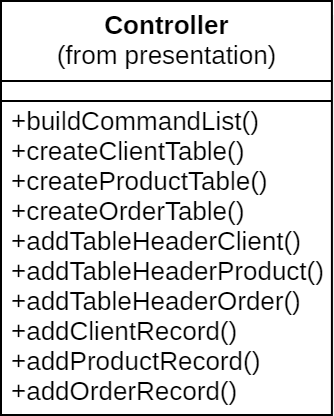 Controller
(from presentation)
+buildCommandList()
+createClientTable()
+createProductTable()
+createOrderTable()
+addTableHeaderClient()
+addTableHeaderProduct()
+addTableHeaderOrder()
+addClientRecord()
+addProductRecord()
+addOrderRecord()